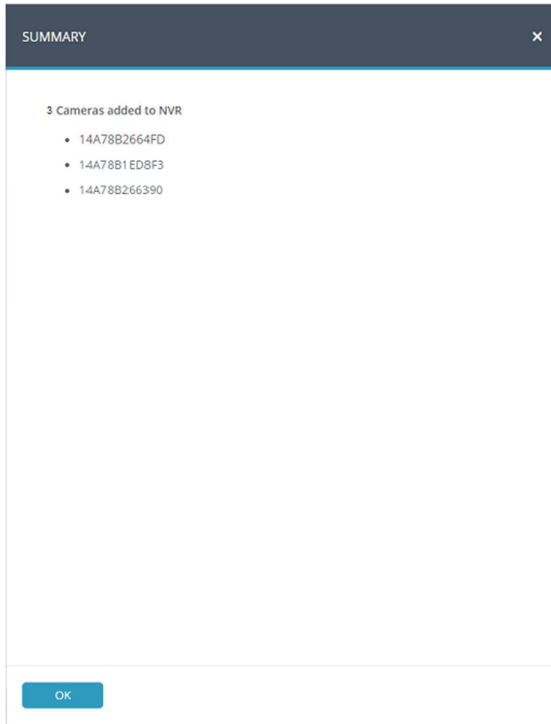 SUMMARY ×
3 Cameras added to NVR
• 14A78B2664FD
• 14A78B1ED8F3
• 14A78B266390
OK